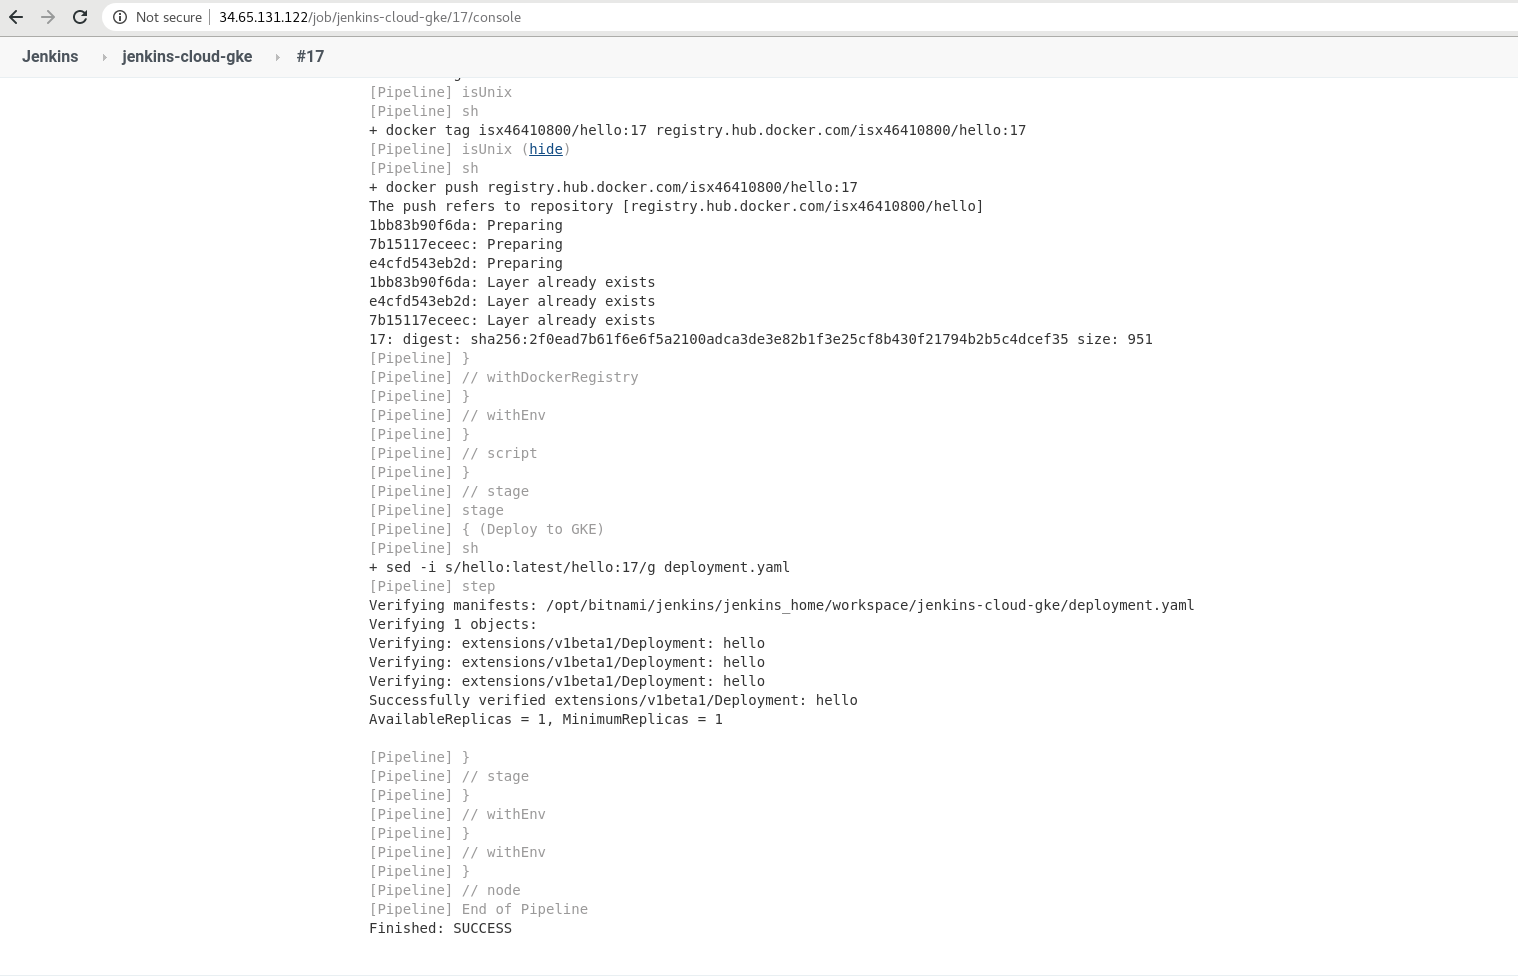 Not secure 34.65.131.122/job/jenkins-cloud-gke/17/console
Jenkins jenkins-cloud-gke #17
[Pipeline] isUnix
[Pipeline] sh
+ docker tag isx46410800/hello:17 registry.hub.docker.com/isx46410800/hello:17
[Pipeline] isUnix (hide)
[Pipeline] sh
+ docker push registry.hub.docker.com/isx46410800/hello:17
The push refers to repository [registry.hub.docker.com/isx46410800/hello]
1bb83b90f6da: Preparing
7b15117eceec: Preparing
e4cfd543eb2d: Preparing
1bb83b90f6da: Layer already exists
e4cfd543eb2d: Layer already exists
7b15117eceec: Layer already exists
17: digest: sha256:2f0ead7b61f6e6f5a2100adca3de3e82b1f3e25cf8b430f21794b2b5c4dcef35 size: 951
[Pipeline] }
[Pipeline] // withDockerRegistry
[Pipeline] }
[Pipeline] // withEnv
[Pipeline] }
[Pipeline] // script
[Pipeline] }
[Pipeline] // stage
[Pipeline] stage
[Pipeline] { (Deploy to GKE)
[Pipeline] sh
+ sed -i s/hello:latest/hello:17/g deployment.yaml
[Pipeline] step
Verifying manifests: /opt/bitnami/jenkins/jenkins_home/workspace/jenkins-cloud-gke/deployment.yaml
Verifying 1 objects:
Verifying: extensions/v1beta1/Deployment: hello
Verifying: extensions/v1beta1/Deployment: hello
Verifying: extensions/v1beta1/Deployment: hello
Successfully verified extensions/v1beta1/Deployment: hello
AvailableReplicas = 1, MinimumReplicas = 1
[Pipeline] }
[Pipeline] // stage
[Pipeline] }
[Pipeline] // withEnv
[Pipeline] }
[Pipeline] // withEnv
[Pipeline] }
[Pipeline] // node
[Pipeline] End of Pipeline
Finished: SUCCESS